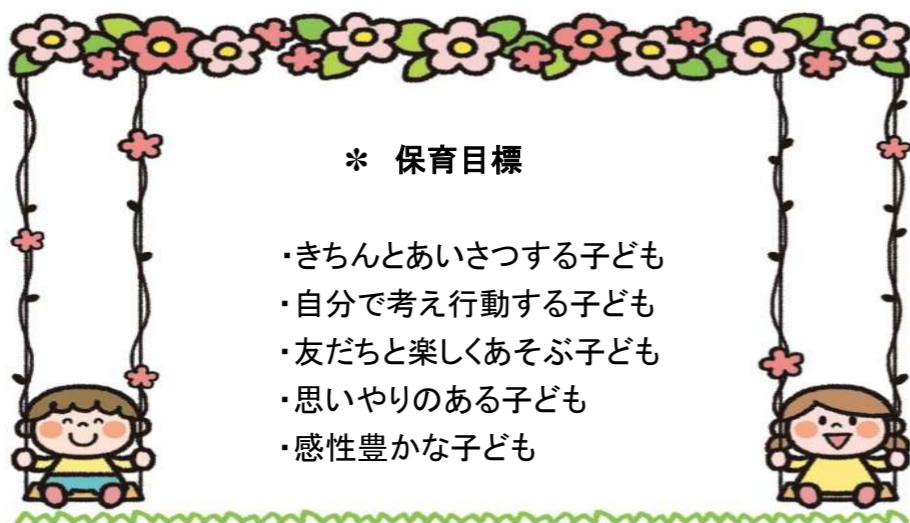 ＊ 保育目標
・きちんとあいさつする子ども
・自分で考え行動する子ども
・友だちと楽しくあそぶ子ども
・思いやりのある子ども
・感性豊かな子ども